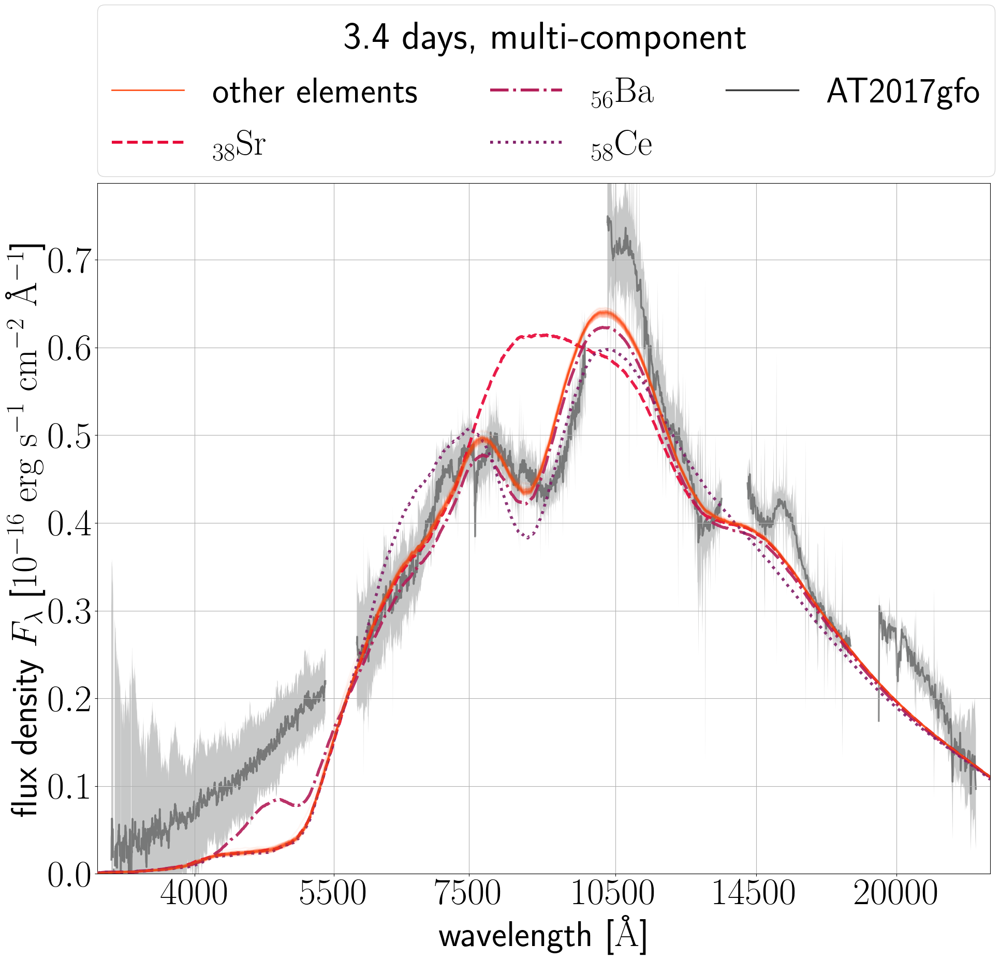 3.4 days, multi-component
other elements
₅₆Ba
AT2017gfo
₃₈Sr
₅₈Ce
flux density F_λ [10⁻¹⁶ erg s⁻¹ cm⁻² Å⁻¹]
0.7
0.6
0.5
0.4
0.3
0.2
0.1
0.0
4000 5500 7500 10500 14500 20000
wavelength [Å]